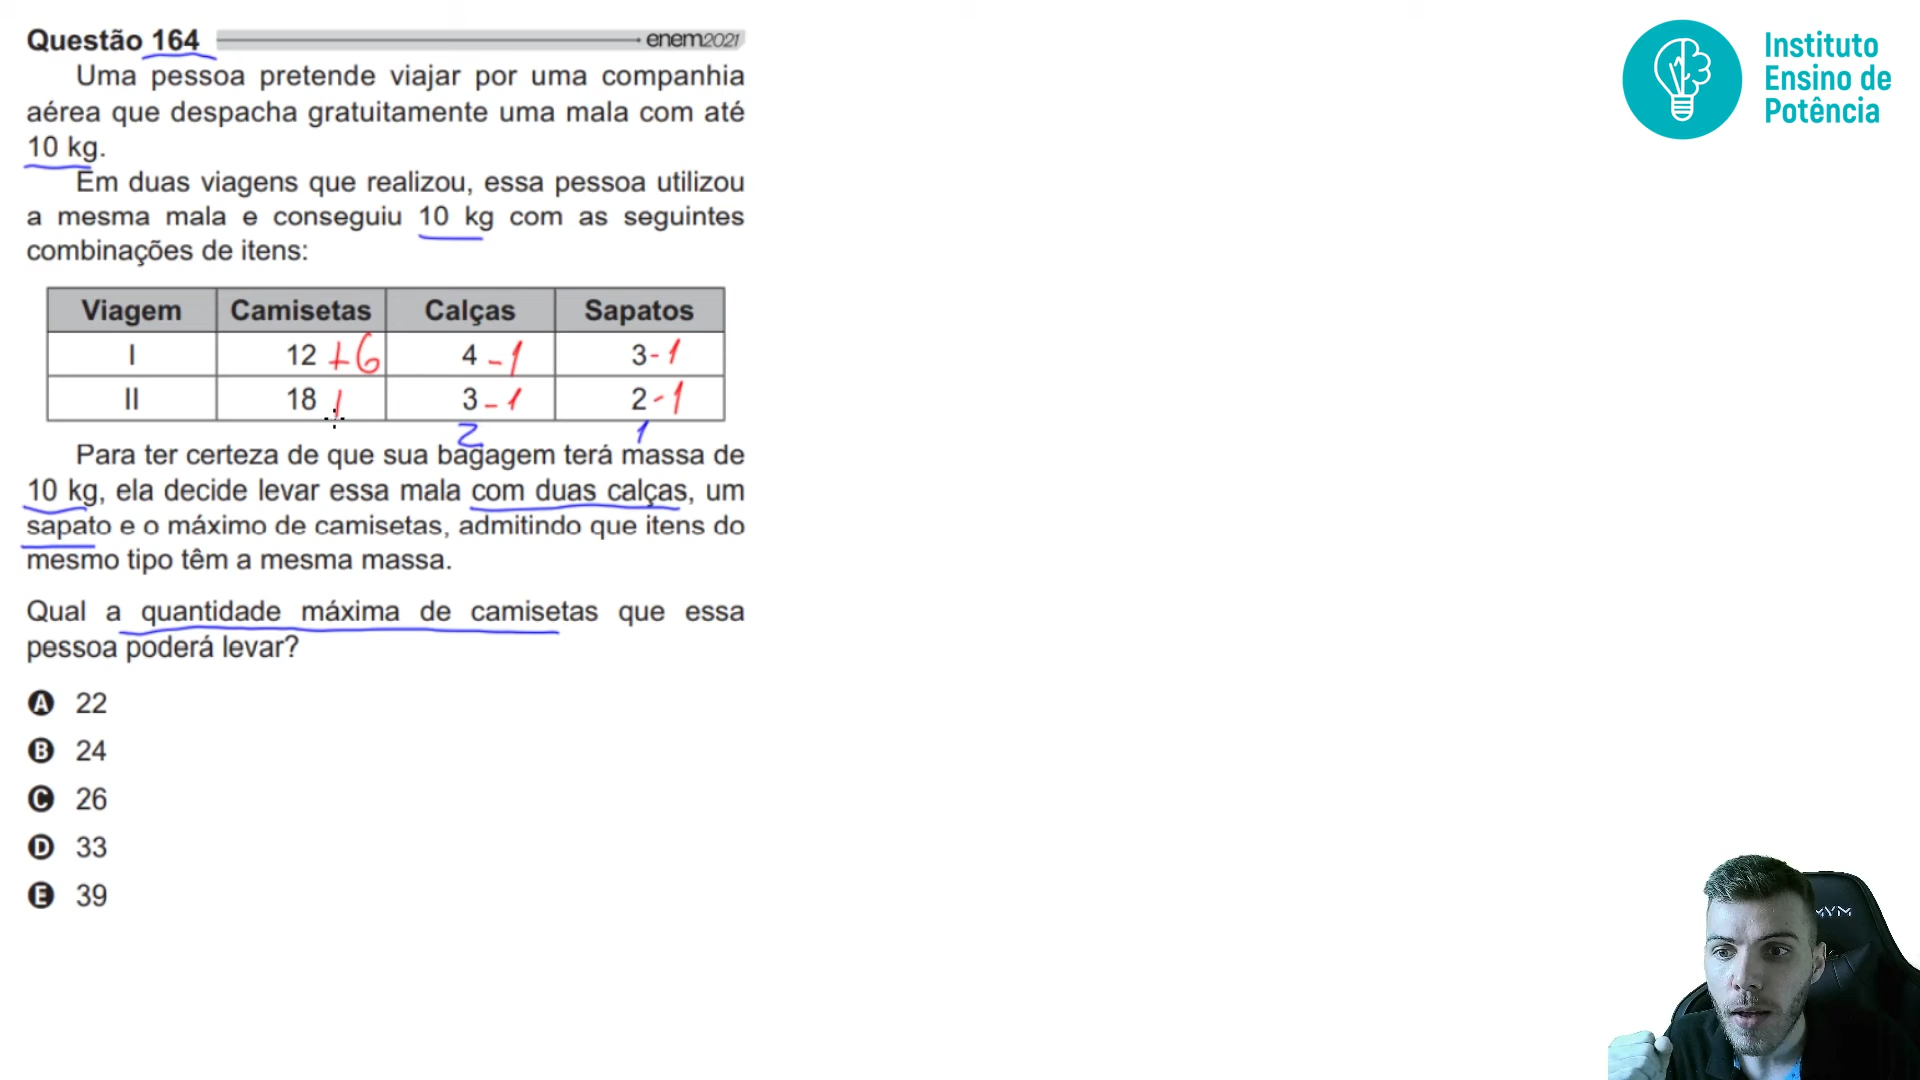 Questão 164 enem2021
Uma pessoa pretende viajar por uma companhia
aérea que despacha gratuitamente uma mala com até
10 kg.
Em duas viagens que realizou, essa pessoa utilizou
a mesma mala e conseguiu 10 kg com as seguintes
combinações de itens:
Viagem Camisetas Calças Sapatos
I 12 +6 4 -1 3 -1
II 18 3 -1 2 -1
2 1
Para ter certeza de que sua bagagem terá massa de
10 kg, ela decide levar essa mala com duas calças, um
sapato e o máximo de camisetas, admitindo que itens do
mesmo tipo têm a mesma massa.
Qual a quantidade máxima de camisetas que essa
pessoa poderá levar?
A 22
B 24
C 26
D 33
E 39
Instituto
Ensino de
Potência
MYM